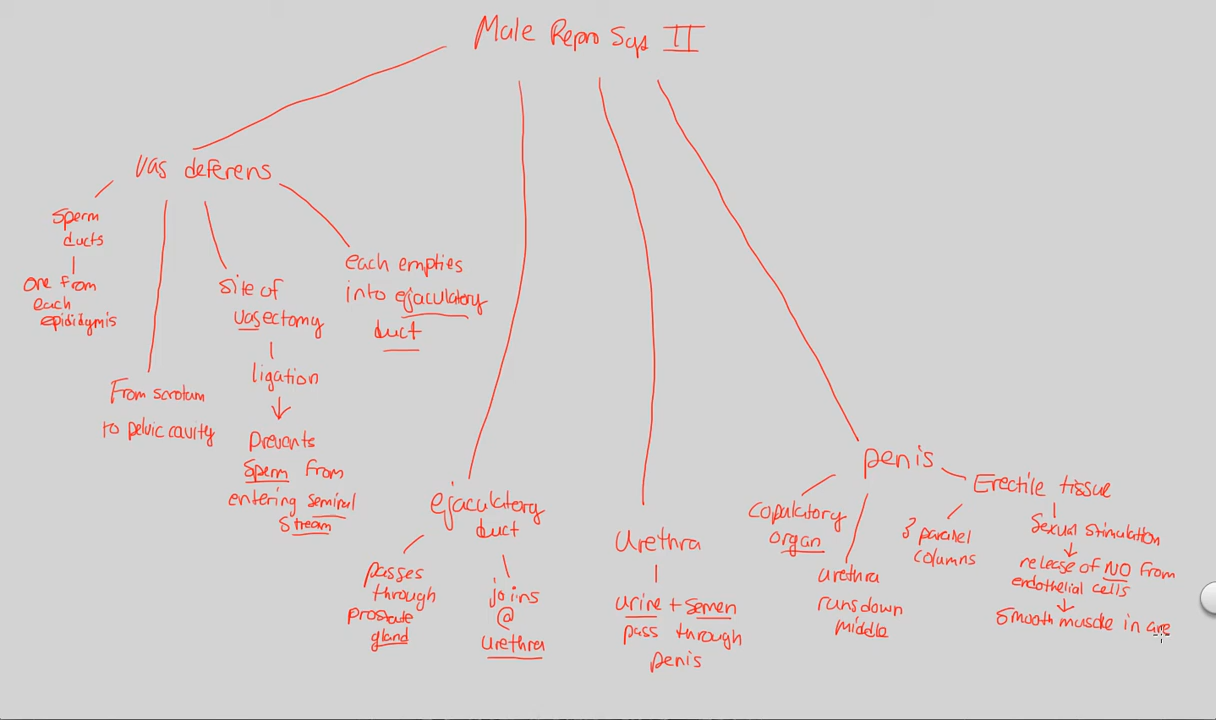 Male Repro Sys II
Vas deferens
Sperm
ducts
one from
each
epididymis
From scrotum
to pelvic cavity
Site of
Vasectomy
ligation
Prevents
Sperm from
entering seminal
Stream
each empties
into ejaculatory
duct
ejaculatory
duct
passes
through
prostate
gland
joins
@
urethra
Urethra
urine + semen
pass through
penis
penis
Copulatory
organ
urethra
runs down
middle
Erectile tissue
3 parallel
columns
Sexual stimulation
release of NO from
endothelial cells
Smooth muscle in are